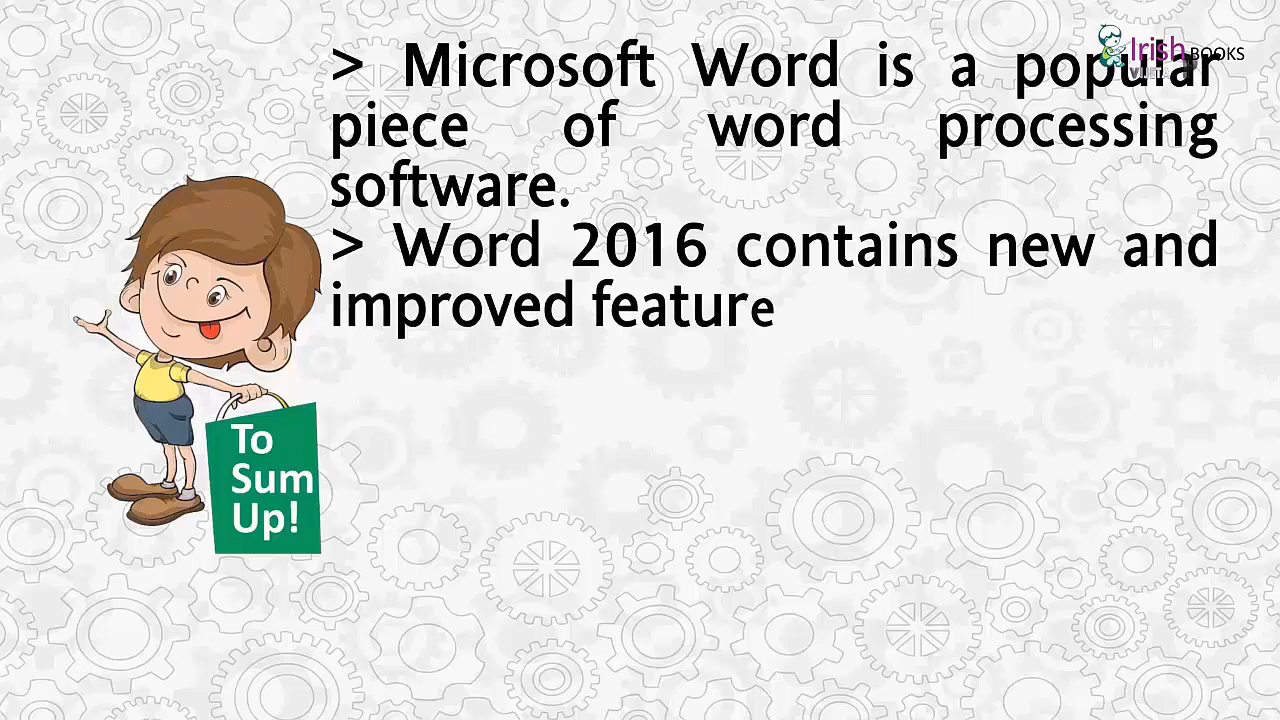 Irish BOOKS
> Microsoft Word is a popular
piece of word processing
software.
> Word 2016 contains new and
improved feature
To
Sum
Up!